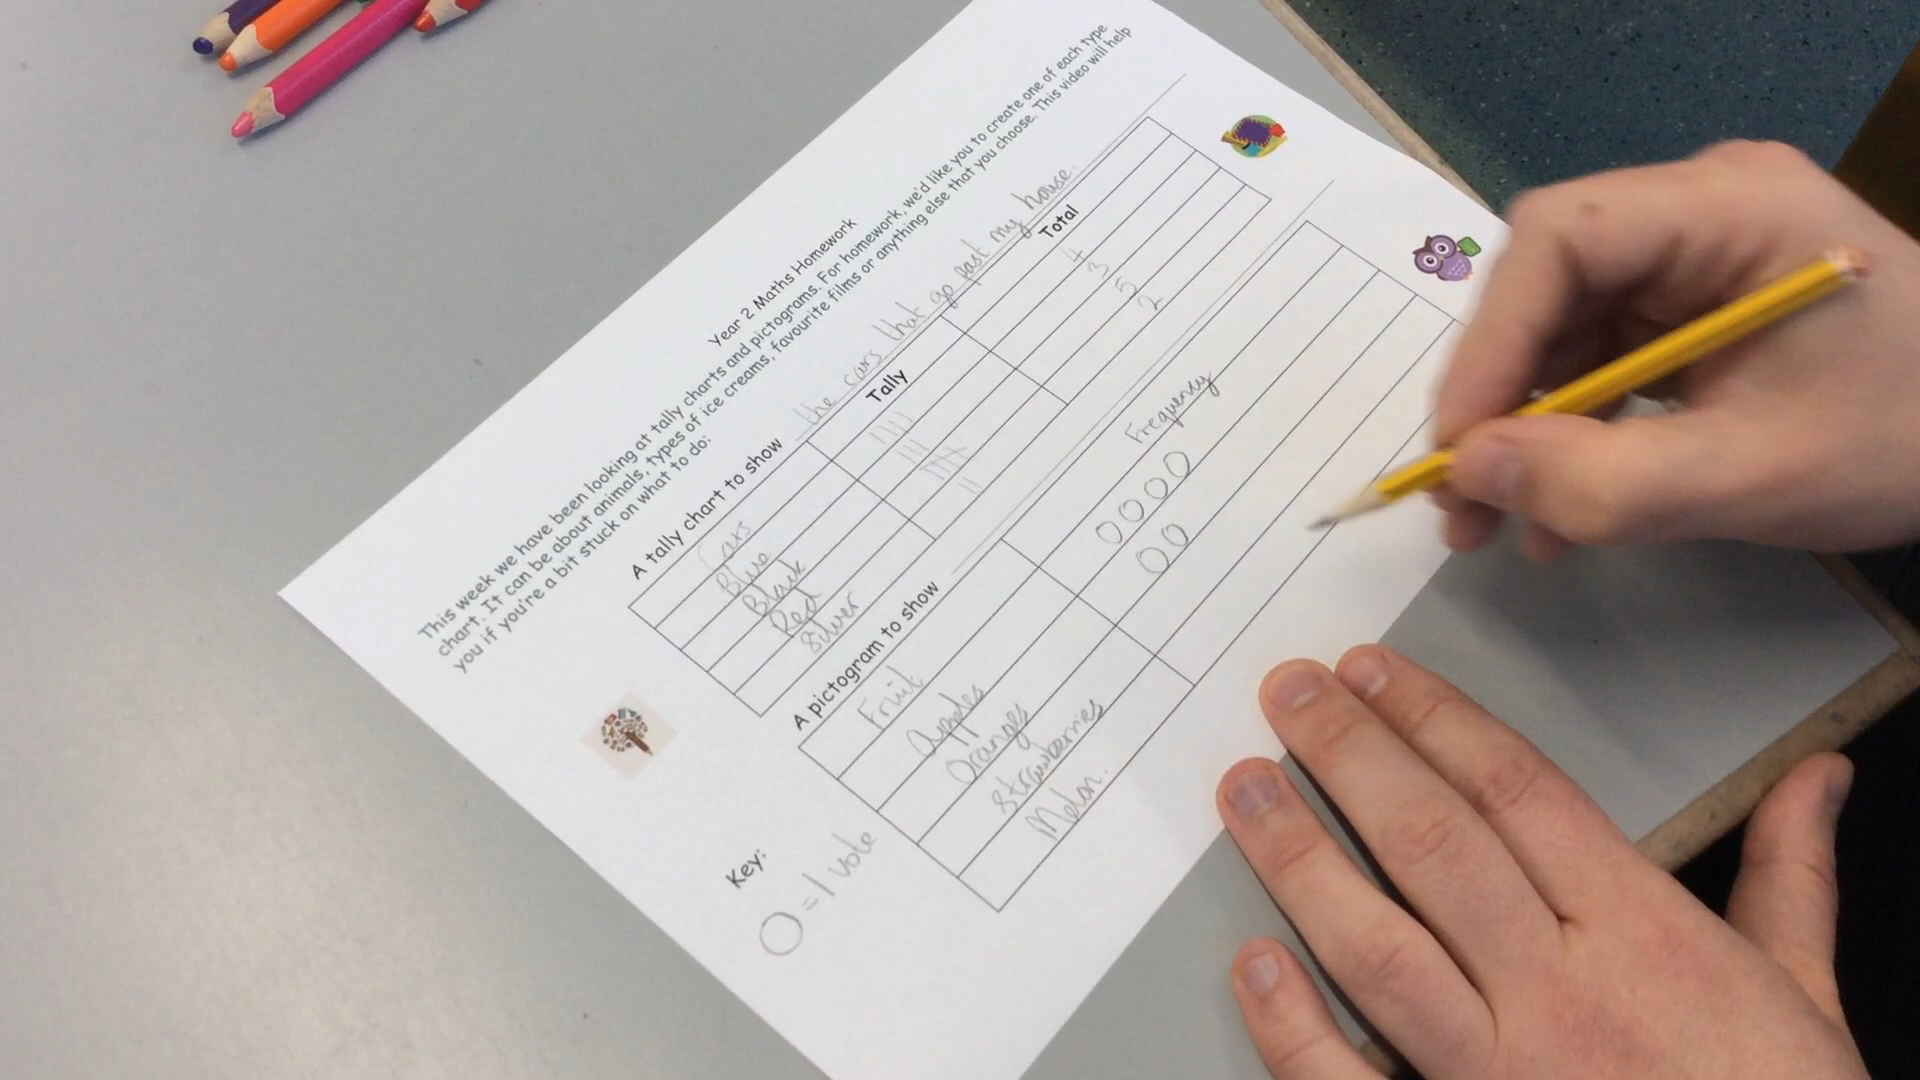 Year 2 Maths Homework
This week we have been looking at tally charts and pictograms. For homework, we'd like you to create one of each type
chart. It can be about animals, types of ice creams, favourite films or anything else that you choose. This video will help
you if you're a bit stuck on what to do:
A tally chart to show the cars that go past my house.
Cars Tally Total
Blue |||| 4
Black ||| 3
Red 5
Silver || 2
A pictogram to show
Fruit Frequency
Apples OOOO
Oranges OO
Strawberries
Melon.
Key:
O = 1 vote